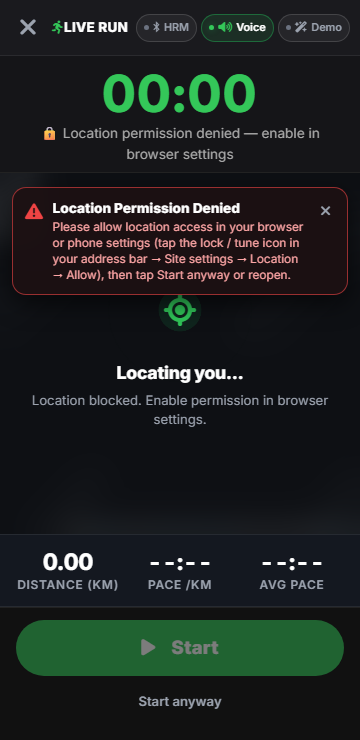 LIVE RUN
HRM
Voice
Demo
00:00
Location permission denied — enable in
browser settings
Location Permission Denied
Please allow location access in your browser
or phone settings (tap the lock / tune icon in
your address bar → Site settings → Location
→ Allow), then tap Start anyway or reopen.
Locating you...
Location blocked. Enable permission in browser
settings.
0.00
--:--
--:--
DISTANCE (KM)
PACE /KM
AVG PACE
Start
Start anyway